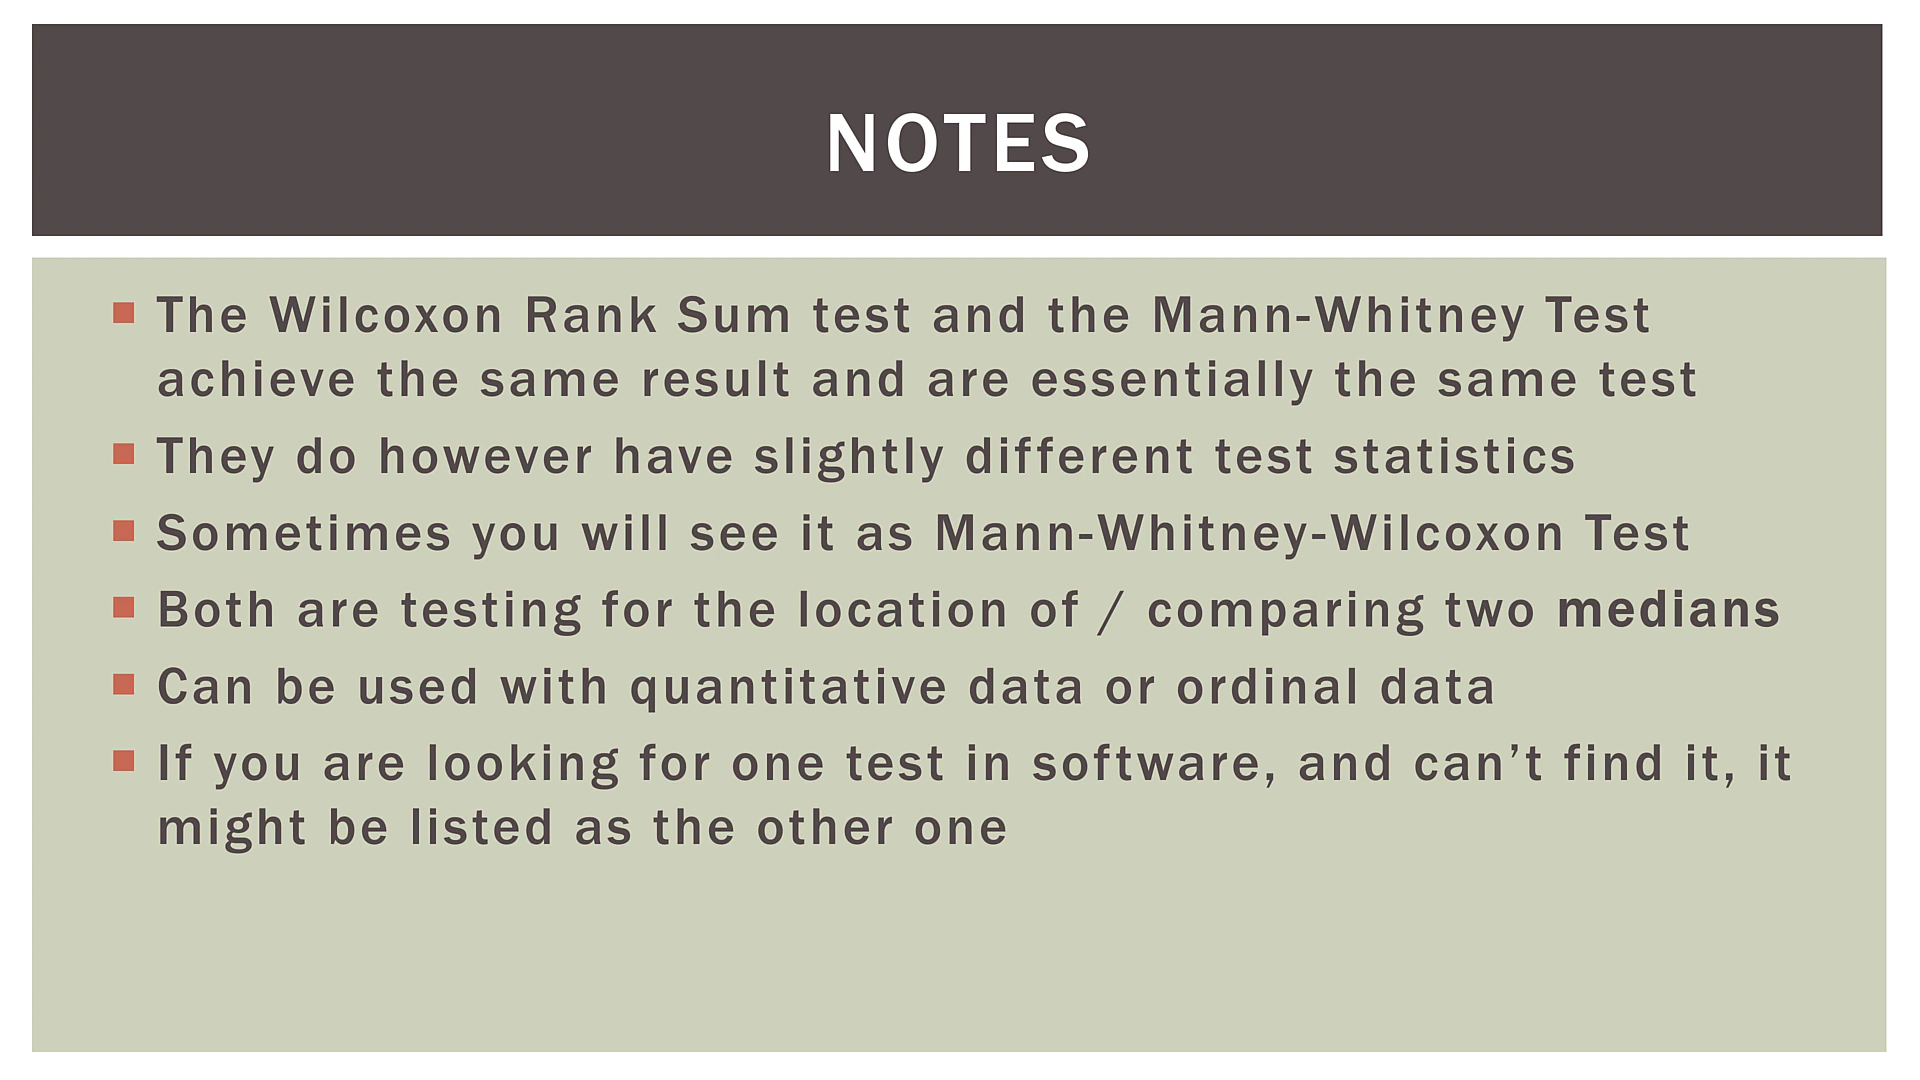 NOTES
The Wilcoxon Rank Sum test and the Mann-Whitney Test
achieve the same result and are essentially the same test
They do however have slightly different test statistics
Sometimes you will see it as Mann-Whitney-Wilcoxon Test
Both are testing for the location of / comparing two medians
Can be used with quantitative data or ordinal data
If you are looking for one test in software, and can’t find it, it
might be listed as the other one